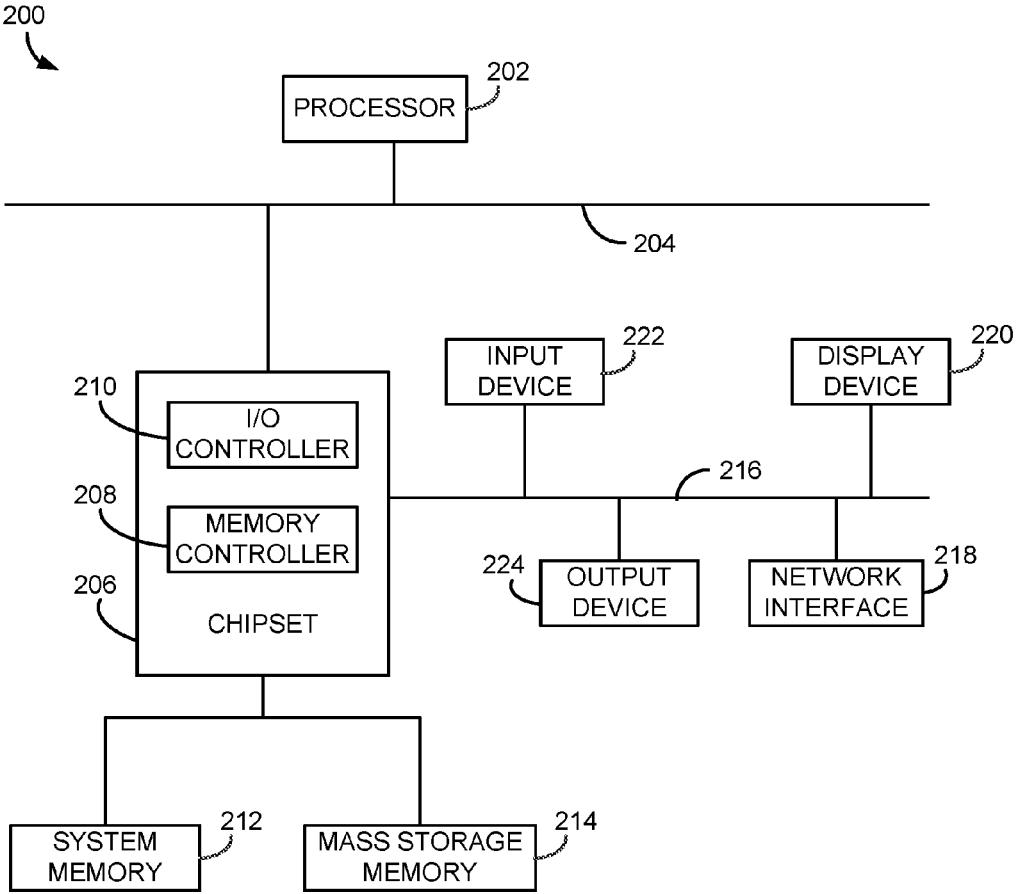 200
202
PROCESSOR
204
222
220
INPUT
DEVICE
DISPLAY
DEVICE
210
I/O
CONTROLLER
216
208
MEMORY
CONTROLLER
224
OUTPUT
DEVICE
NETWORK
INTERFACE
218
206
CHIPSET
212
214
SYSTEM
MEMORY
MASS STORAGE
MEMORY